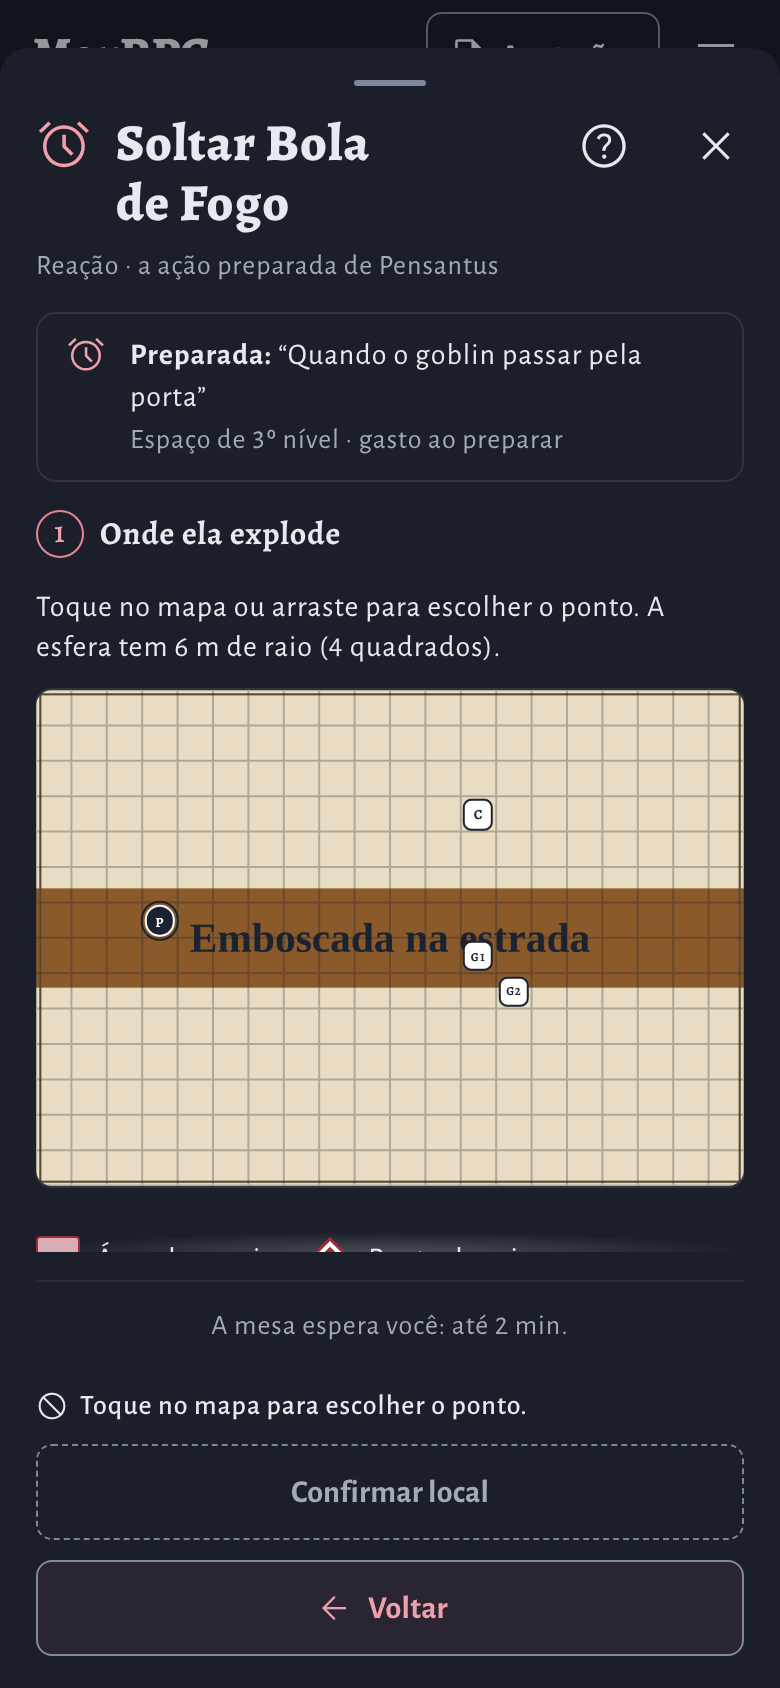 Soltar Bola
de Fogo
Reação · a ação preparada de Pensantus
Preparada: “Quando o goblin passar pela
porta”
Espaço de 3º nível · gasto ao preparar
1 Onde ela explode
Toque no mapa ou arraste para escolher o ponto. A
esfera tem 6 m de raio (4 quadrados).
C
P
Emboscada na estrada
G1
G2
A mesa espera você: até 2 min.
Toque no mapa para escolher o ponto.
Confirmar local
Voltar